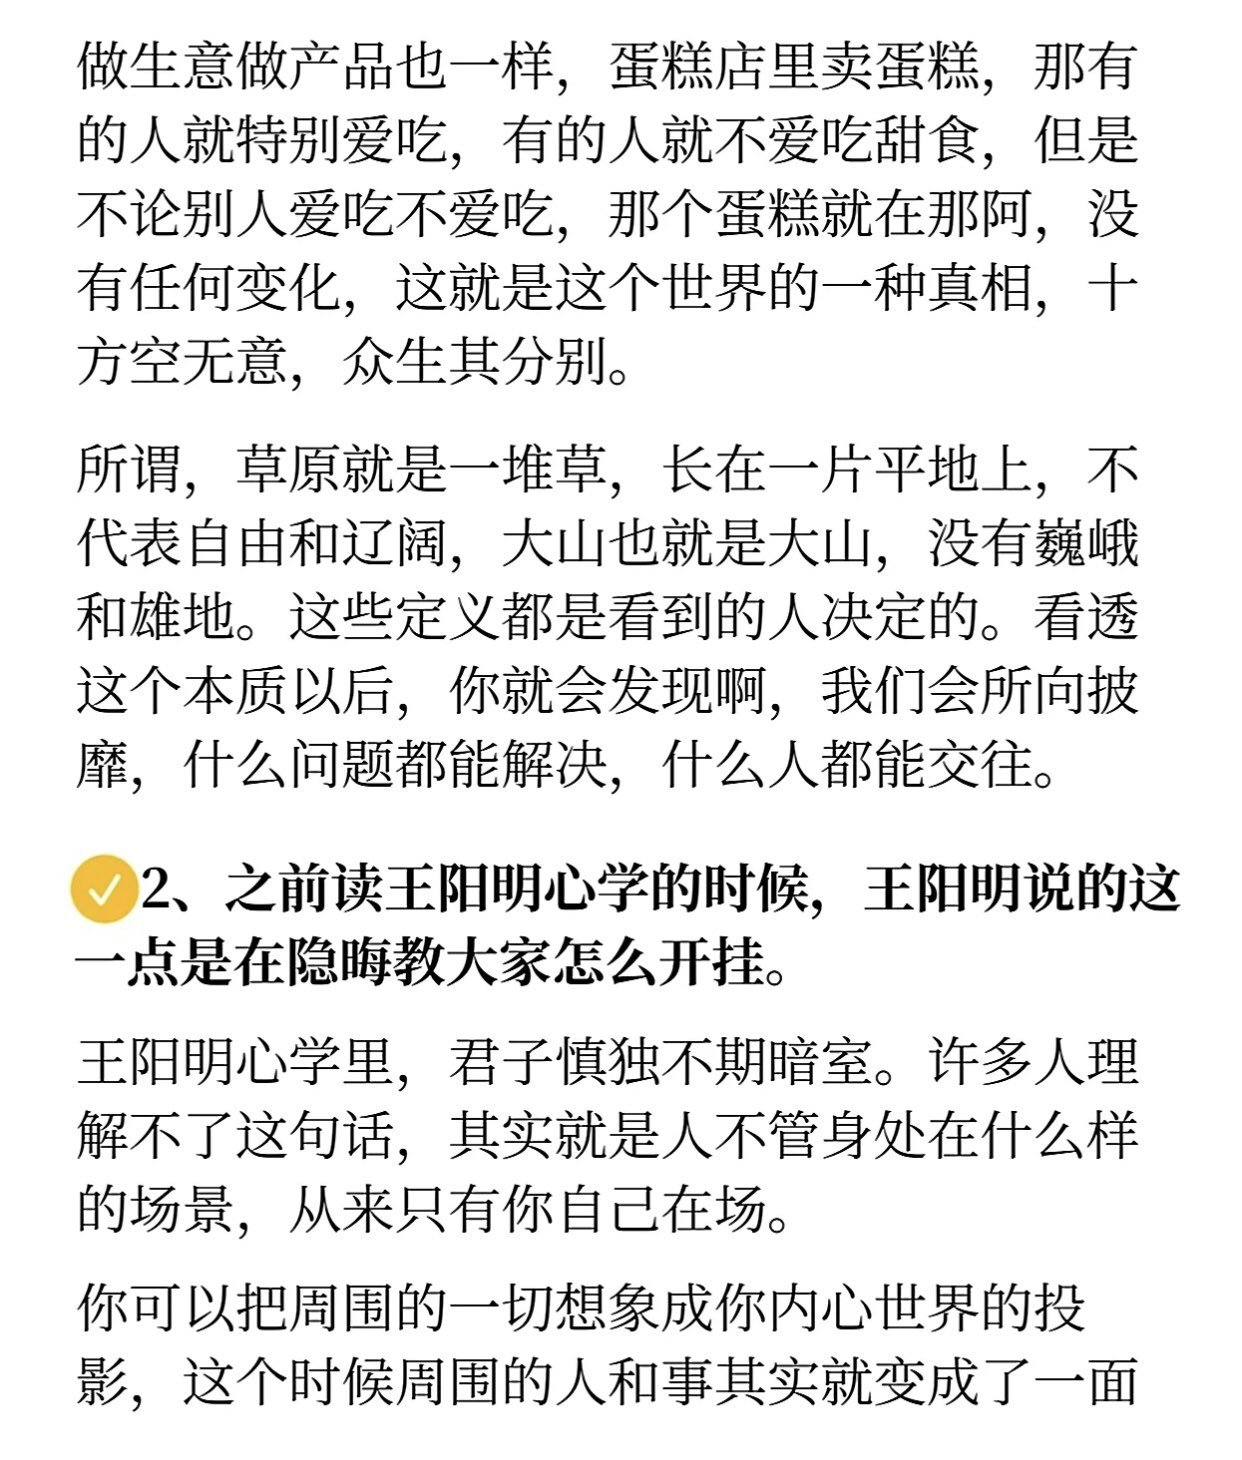 做生意做产品也一样，蛋糕店里卖蛋糕，那有
的人就特别爱吃，有的人就不爱吃甜食，但是
不论别人爱吃不爱吃，那个蛋糕就在那阿，没
有任何变化，这就是这个世界的一种真相，十
方空无意，众生其分别。
所谓，草原就是一堆草，长在一片平地上，不
代表自由和辽阔，大山也就是大山，没有巍峨
和雄地。这些定义都是看到的人决定的。看透
这个本质以后，你就会发现啊，我们会所向披
靡，什么问题都能解决，什么人都能交往。
2、之前读王阳明心学的时候，王阳明说的这
一点是在隐晦教大家怎么开挂。
王阳明心学里，君子慎独不期暗室。许多人理
解不了这句话，其实就是人不管身处在什么样
的场景，从来只有你自己在场。
你可以把周围的一切想象成你内心世界的投
影，这个时候周围的人和事其实就变成了一面